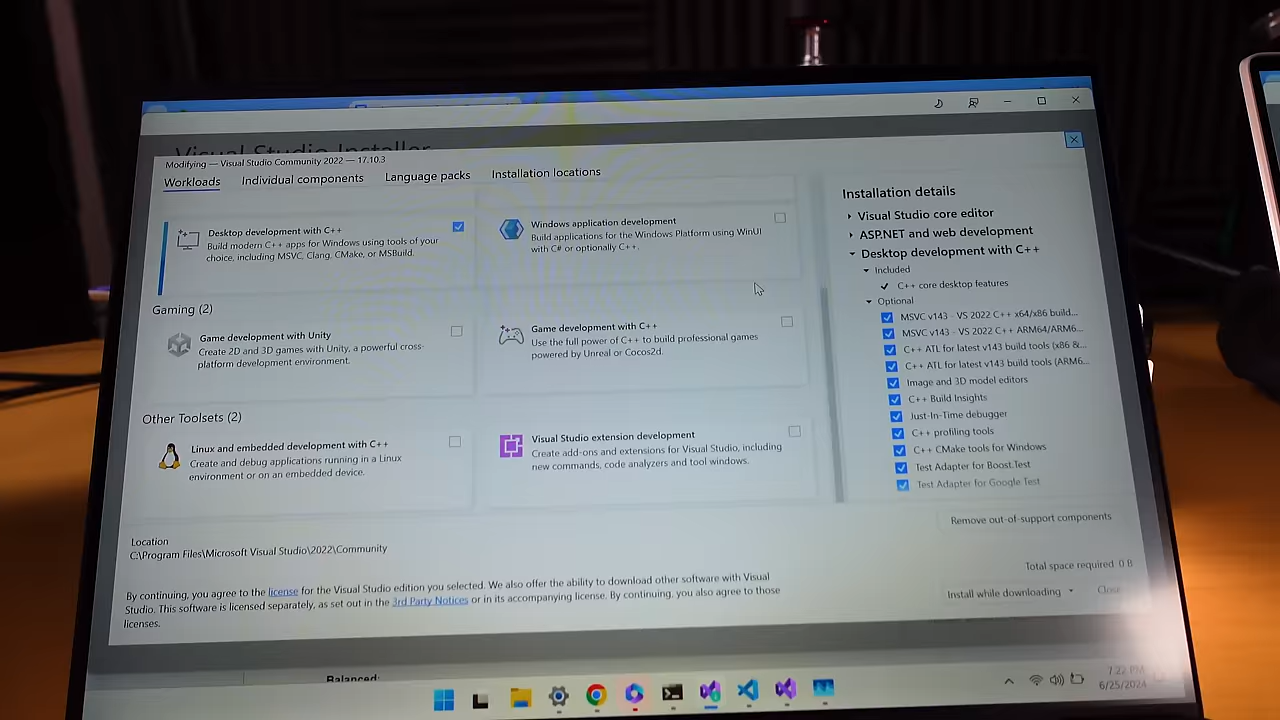 Visual Studio Installer
Modifying — Visual Studio Community 2022 — 17.10.3
Workloads
Individual components
Language packs
Installation locations
Desktop development with C++
Build modern C++ apps for Windows using tools of your
choice, including MSVC, Clang, CMake, or MSBuild.
Windows application development
Build applications for the Windows Platform using WinUI
with C# or optionally C++.
Gaming (2)
Game development with Unity
Create 2D and 3D games with Unity, a powerful cross-
platform development environment.
Game development with C++
Use the full power of C++ to build professional games
powered by Unreal or Cocos2d.
Other Toolsets (2)
Linux and embedded development with C++
Create and debug applications running in a Linux
environment or on an embedded device.
Visual Studio extension development
Create add-ons and extensions for Visual Studio, including
new commands, code analyzers and tool windows.
Location
C:\Program Files\Microsoft Visual Studio\2022\Community
By continuing, you agree to the license for the Visual Studio edition you selected. We also offer the ability to download other software with Visual
Studio. This software is licensed separately, as set out in the 3rd Party Notices or in its accompanying license. By continuing, you also agree to those
licenses.
Installation details
Visual Studio core editor
ASP.NET and web development
Desktop development with C++
Included
C++ core desktop features
Optional
MSVC v143 - VS 2022 C++ x64/x86 build...
MSVC v143 - VS 2022 C++ ARM64/ARM6...
C++ ATL for latest v143 build tools (x86 &...
C++ ATL for latest v143 build tools (ARM6...
Image and 3D model editors
C++ Build Insights
Just-In-Time debugger
C++ profiling tools
C++ CMake tools for Windows
Test Adapter for Boost.Test
Test Adapter for Google Test
Remove out-of-support components
Total space required 0 B
Install while downloading
Close
Balanced:
7:22 PM
6/25/2024